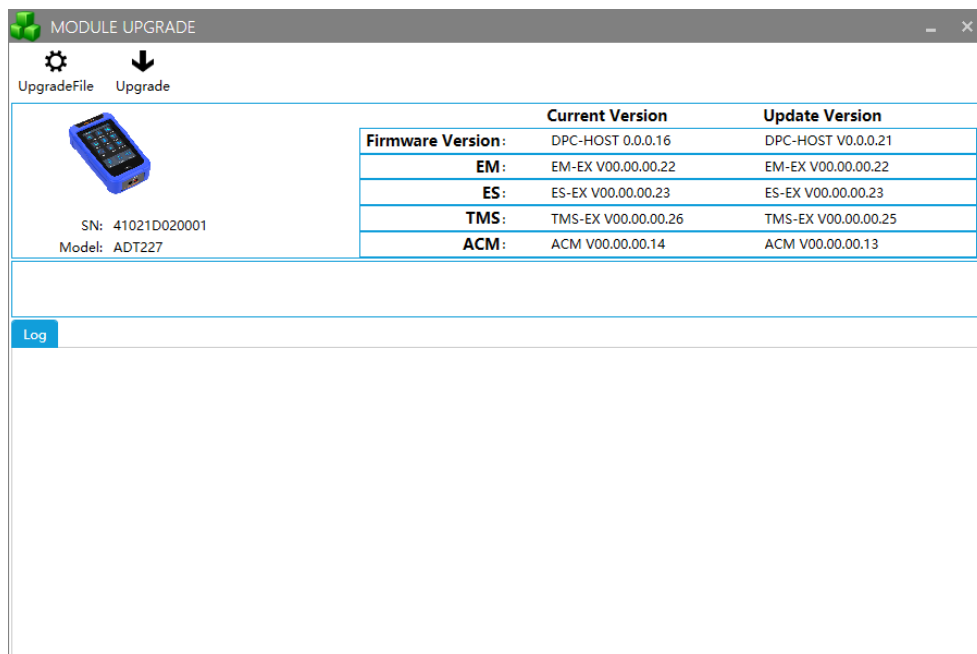 MODULE UPGRADE
UpgradeFile Upgrade
Current Version Update Version
Firmware Version: DPC-HOST 0.0.0.16 DPC-HOST V0.0.0.21
EM: EM-EX V00.00.00.22 EM-EX V00.00.00.22
ES: ES-EX V00.00.00.23 ES-EX V00.00.00.23
TMS: TMS-EX V00.00.00.26 TMS-EX V00.00.00.25
ACM: ACM V00.00.00.14 ACM V00.00.00.13
SN: 41021D020001
Model: ADT227
Log